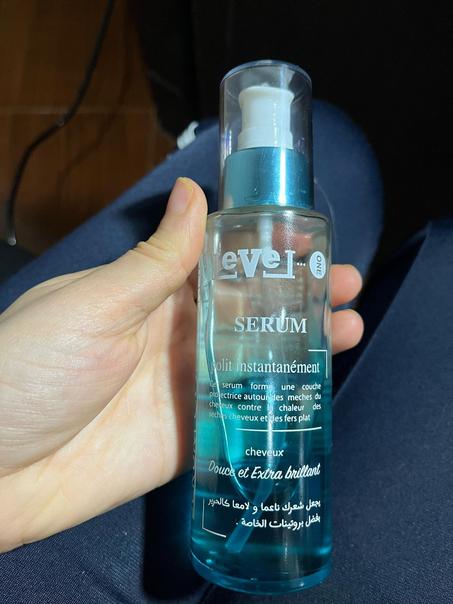 Level...
ONE
SERUM
polit instantanément
Ce serum forme une couche
protectrice autour des meches du
cheveux contre la chaleur des
sèches cheveux et des fers plat
cheveux
Douce et Extra brillant
يجعل شعرك ناعما و لامعا كالحرير
بفضل بروتينات الخاصة .